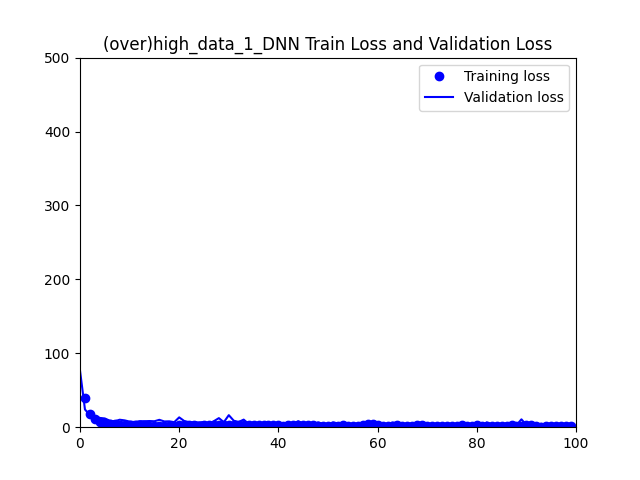 (over)high_data_1_DNN Train Loss and Validation Loss
500
400
300
200
100
0
Training loss
Validation loss
0 20 40 60 80 100